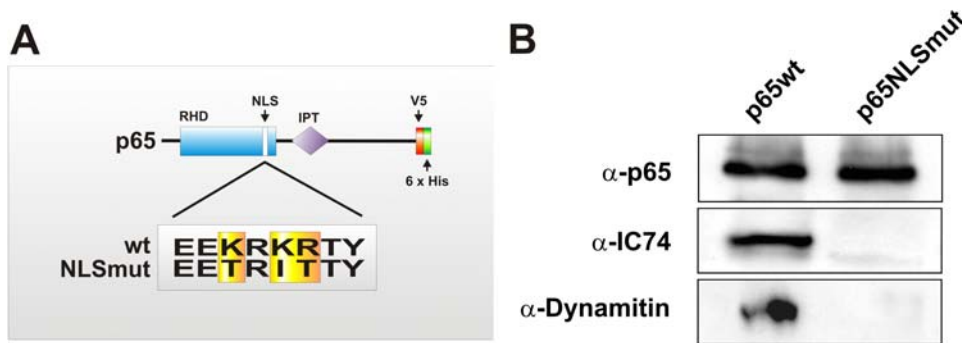 A
RHD
NLS
IPT
V5
p65
6 x His
wt EEKRKRTY
NLSmut EETRITTY
B
p65wt
p65NLSmut
α-p65
α-IC74
α-Dynamitin